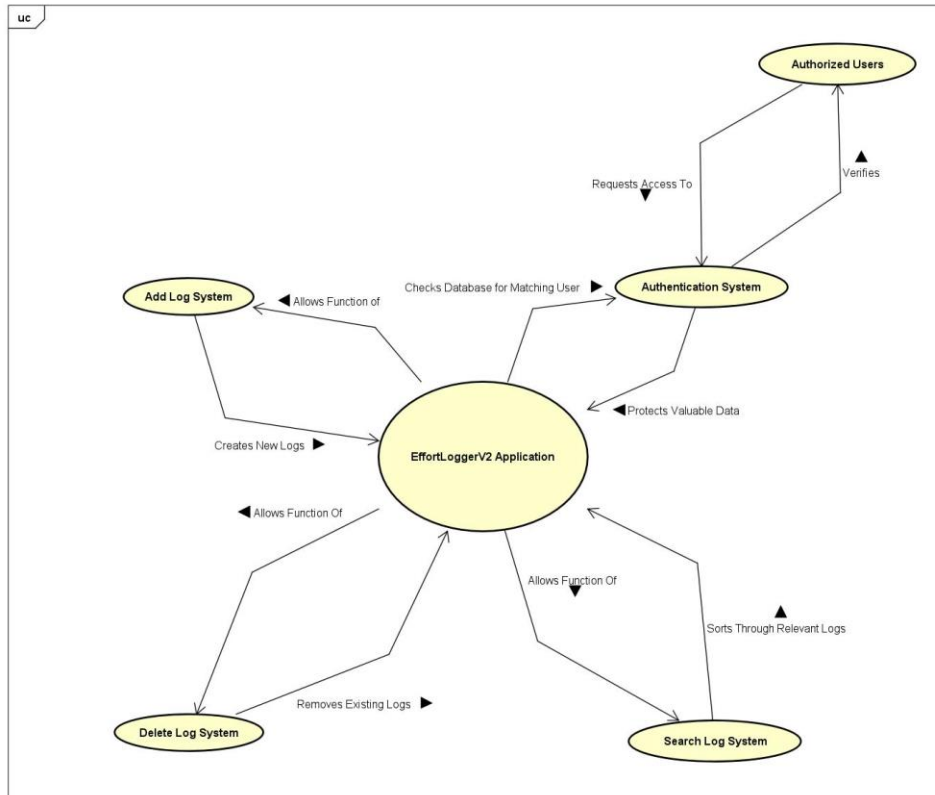 uc
Authorized Users
Requests Access To
Verifies
Authentication System
Checks Database for Matching User
Add Log System
Allows Function of
Protects Valuable Data
Creates New Logs
EffortLoggerV2 Application
Allows Function Of
Allows Function Of
Sorts Through Relevant Logs
Removes Existing Logs
Delete Log System
Search Log System